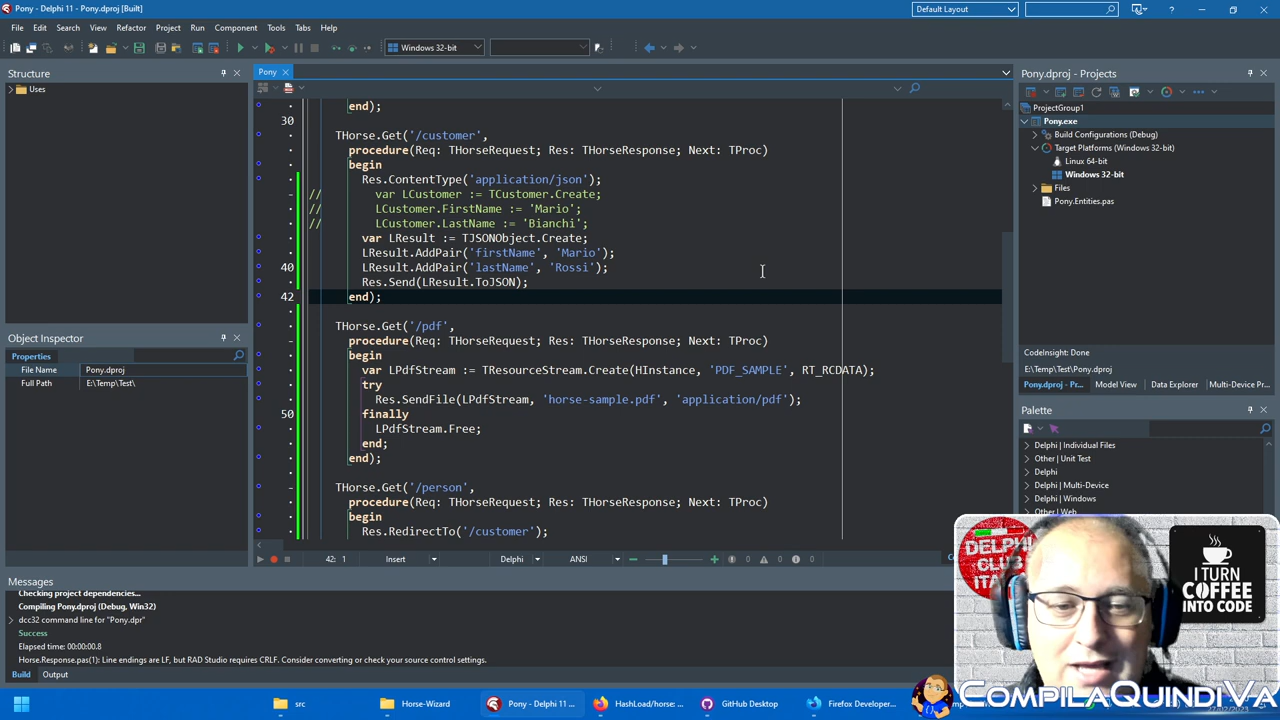 Pony - Delphi 11 - Pony.dproj [Built]
Default Layout
File Edit Search View Refactor Project Run Component Tools Tabs Help
Windows 32-bit
Structure
Uses
Object Inspector
Properties
File Name Pony.dproj
Full Path E:\Temp\Test\
Pony
end);
30
THorse.Get('/customer',
procedure(Req: THorseRequest; Res: THorseResponse; Next: TProc)
begin
Res.ContentType('application/json');
// var LCustomer := TCustomer.Create;
// LCustomer.FirstName := 'Mario';
// LCustomer.LastName := 'Bianchi';
var LResult := TJSONObject.Create;
LResult.AddPair('firstName', 'Mario');
40 LResult.AddPair('lastName', 'Rossi');
Res.Send(LResult.ToJSON);
42 end);
THorse.Get('/pdf',
procedure(Req: THorseRequest; Res: THorseResponse; Next: TProc)
begin
var LPdfStream := TResourceStream.Create(HInstance, 'PDF_SAMPLE', RT_RCDATA);
try
Res.SendFile(LPdfStream, 'horse-sample.pdf', 'application/pdf');
50 finally
LPdfStream.Free;
end;
end);
THorse.Get('/person',
procedure(Req: THorseRequest; Res: THorseResponse; Next: TProc)
begin
Res.RedirectTo('/customer');
42: 1 Insert Delphi ANSI 0 0 0
Pony.dproj - Projects
ProjectGroup1
Pony.exe
Build Configurations (Debug)
Target Platforms (Windows 32-bit)
Linux 64-bit
Windows 32-bit
Files
Pony.Entities.pas
CodeInsight: Done
E:\Temp\Test\Pony.dproj
Pony.dproj - Pr... Model View Data Explorer Multi-Device Pr...
Palette
Delphi | Individual Files
Other | Unit Test
Delphi
Delphi | Multi-Device
Delphi | Windows
Other | Web
Messages
Checking project dependencies...
Compiling Pony.dproj (Debug, Win32)
dcc32 command line for "Pony.dpr"
Success
Elapsed time: 00:00:00.8
Horse.Response.pas(1): Line endings are LF, but RAD Studio requires CRLF. Consider converting or check your source control settings.
Build Output
DELPHI
CLUB
I TURN
COFFEE
INTO CODE
COMPILAQUINDIVA
src Horse-Wizard Pony - Delphi 11 ... HashLoad/horse: ... GitHub Desktop Firefox Developer...